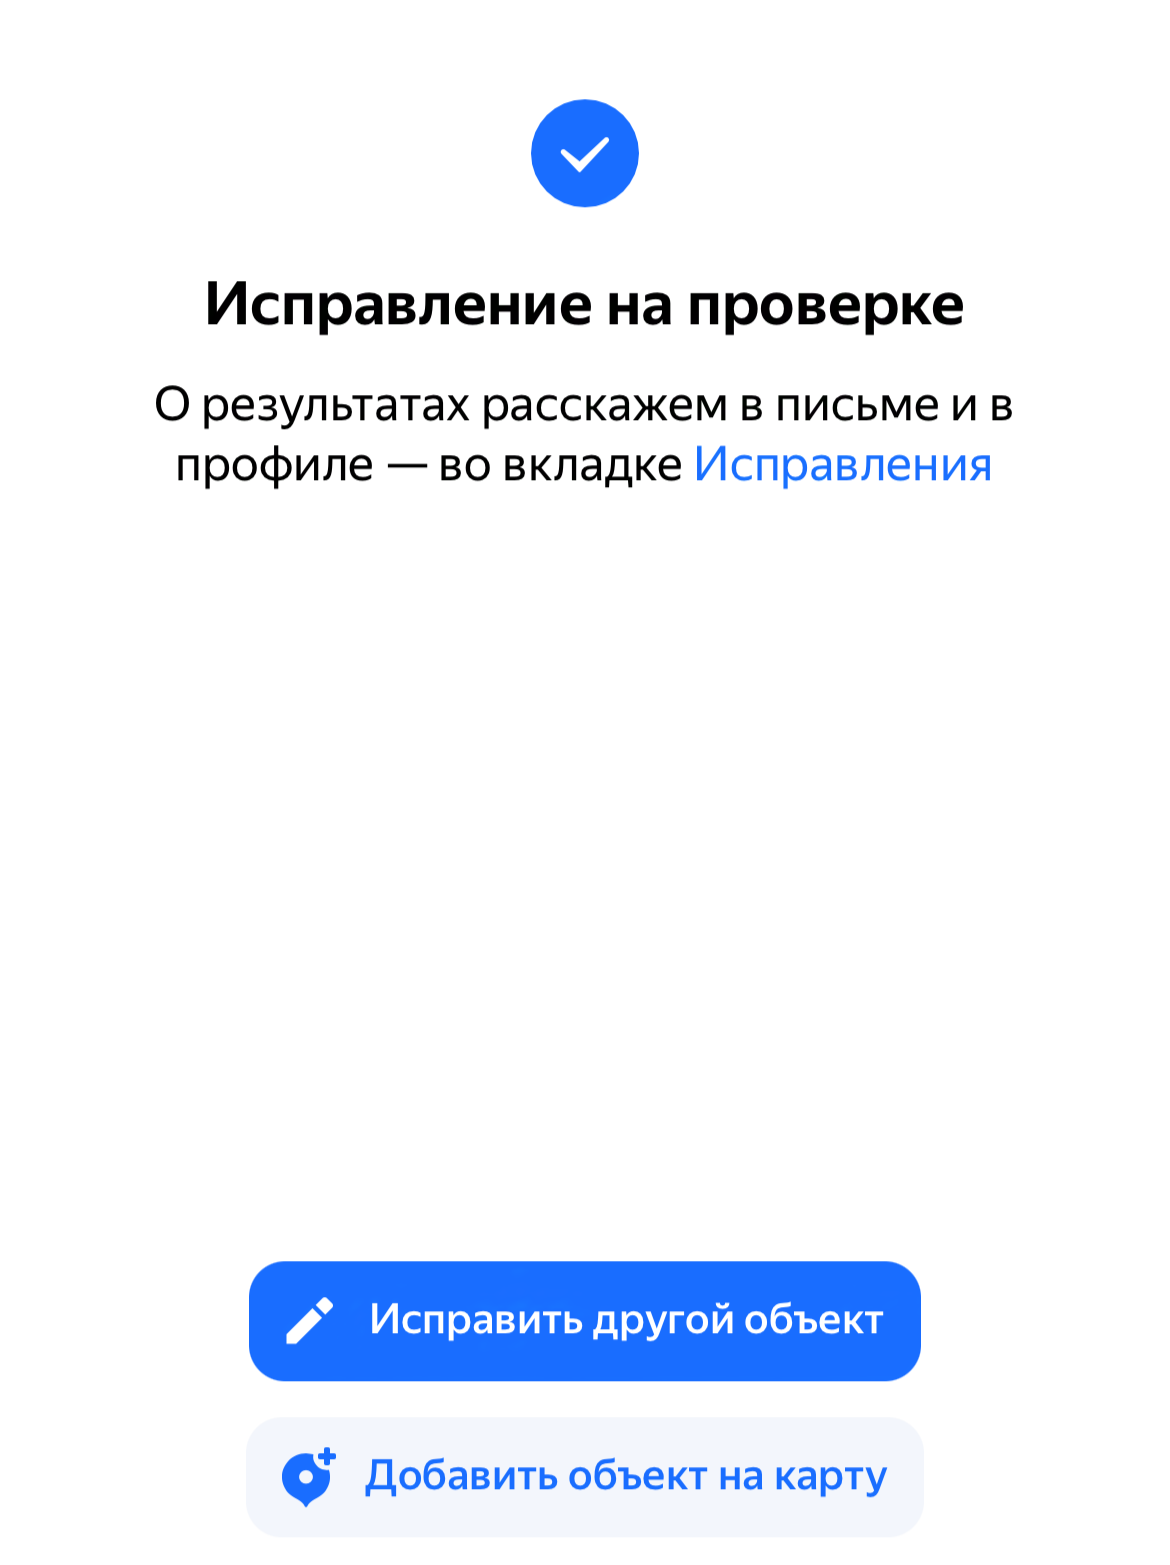 Исправление на проверке
О результатах расскажем в письме и в
профиле — во вкладке Исправления
Исправить другой объект
Добавить объект на карту